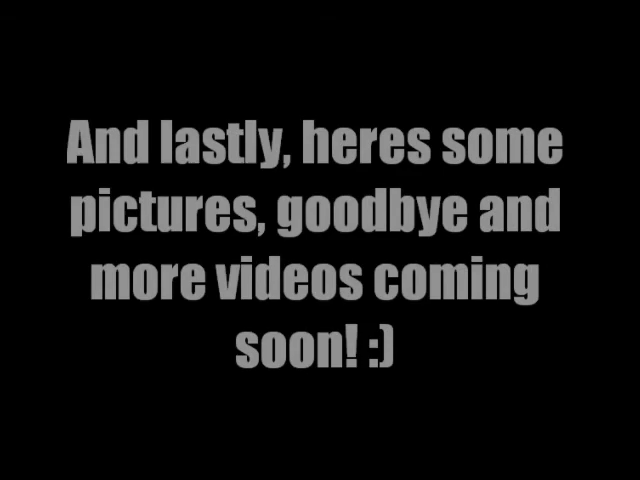 And lastly, heres some
pictures, goodbye and
more videos coming
soon! :)